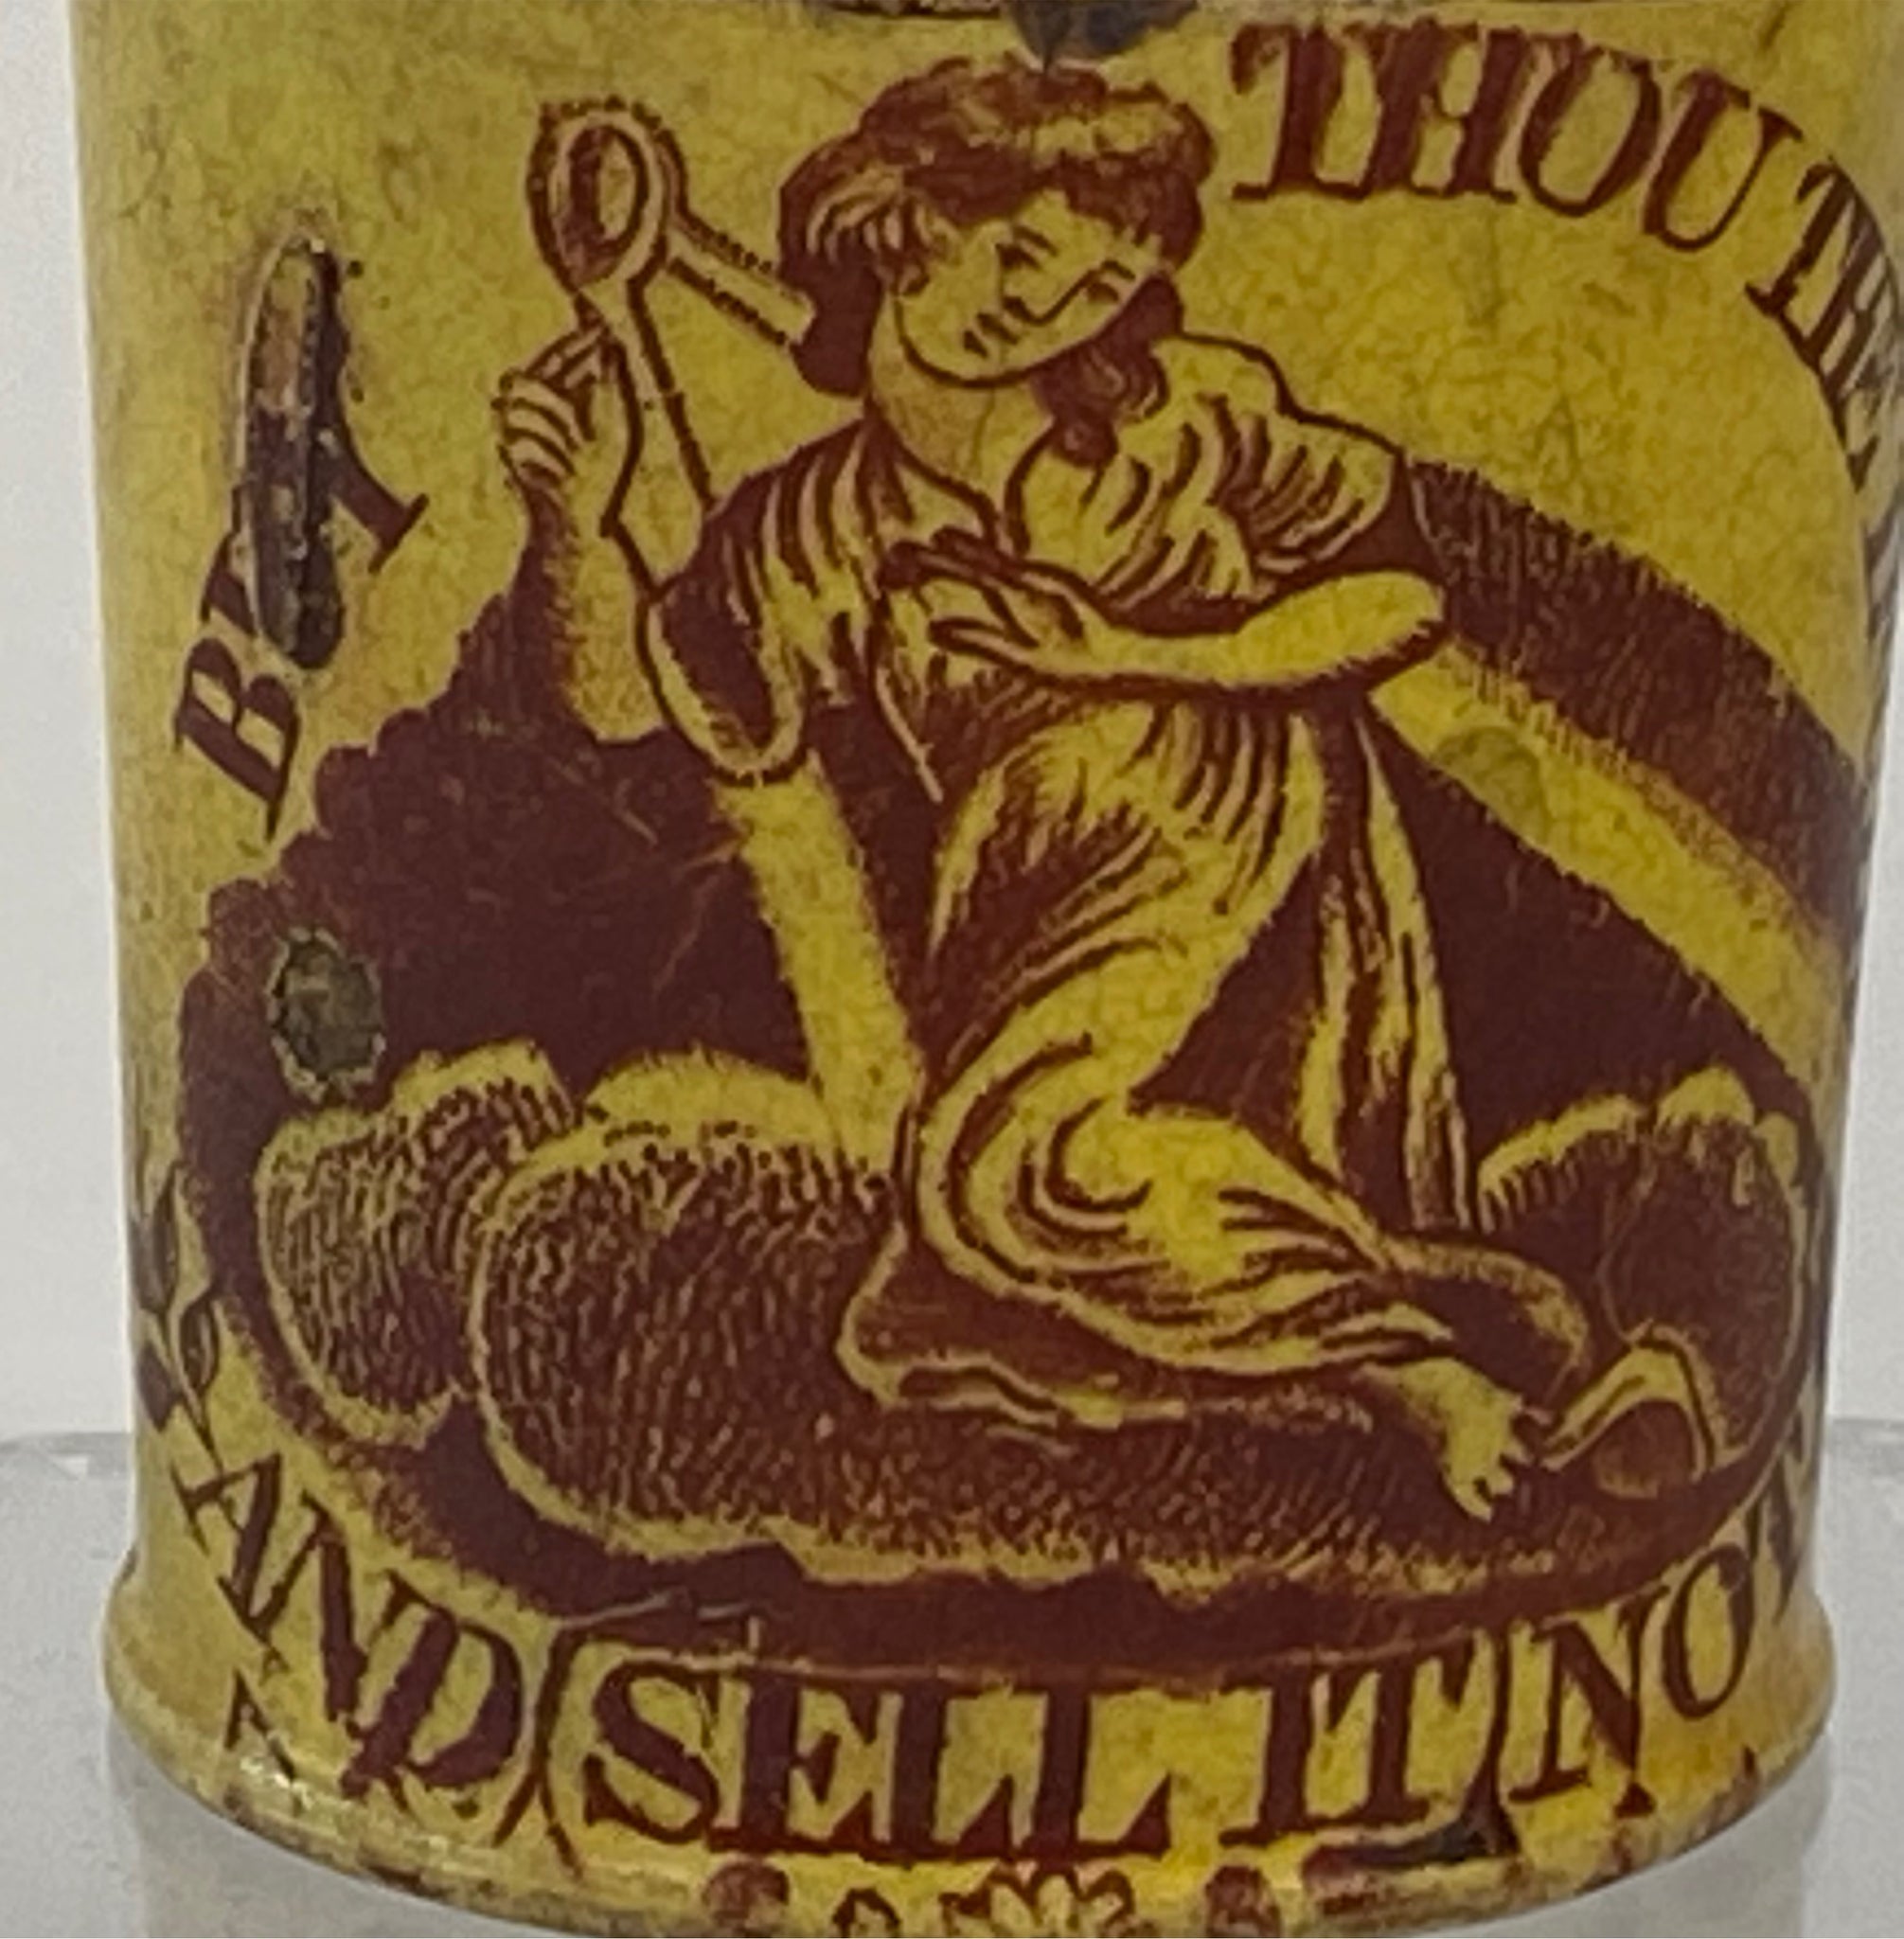 BUY THOU THE
AND SELL IT NOT